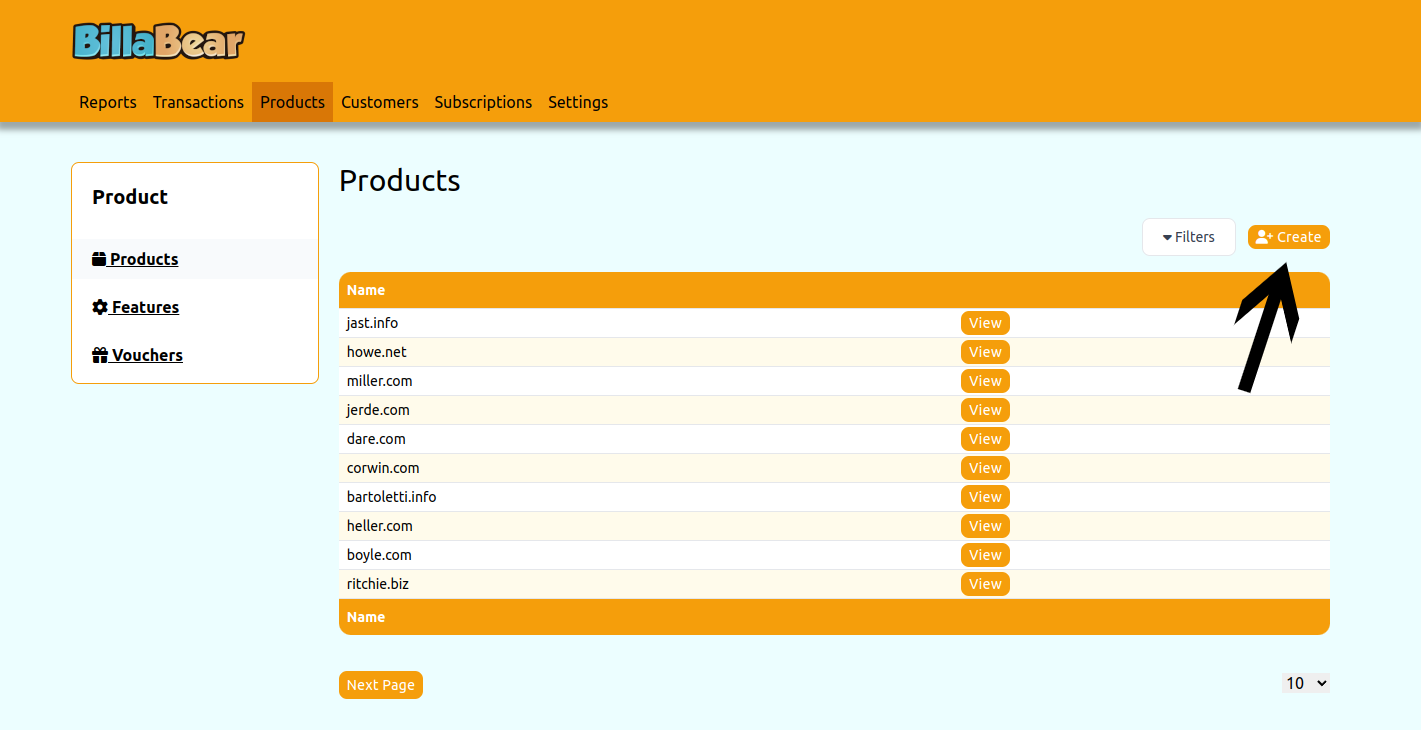 BillaBear
Reports Transactions Products Customers Subscriptions Settings
Product
Products
Features
Vouchers
Products
Filters Create
Name
jast.info View
howe.net View
miller.com View
jerde.com View
dare.com View
corwin.com View
bartoletti.info View
heller.com View
boyle.com View
ritchie.biz View
Name
Next Page 10